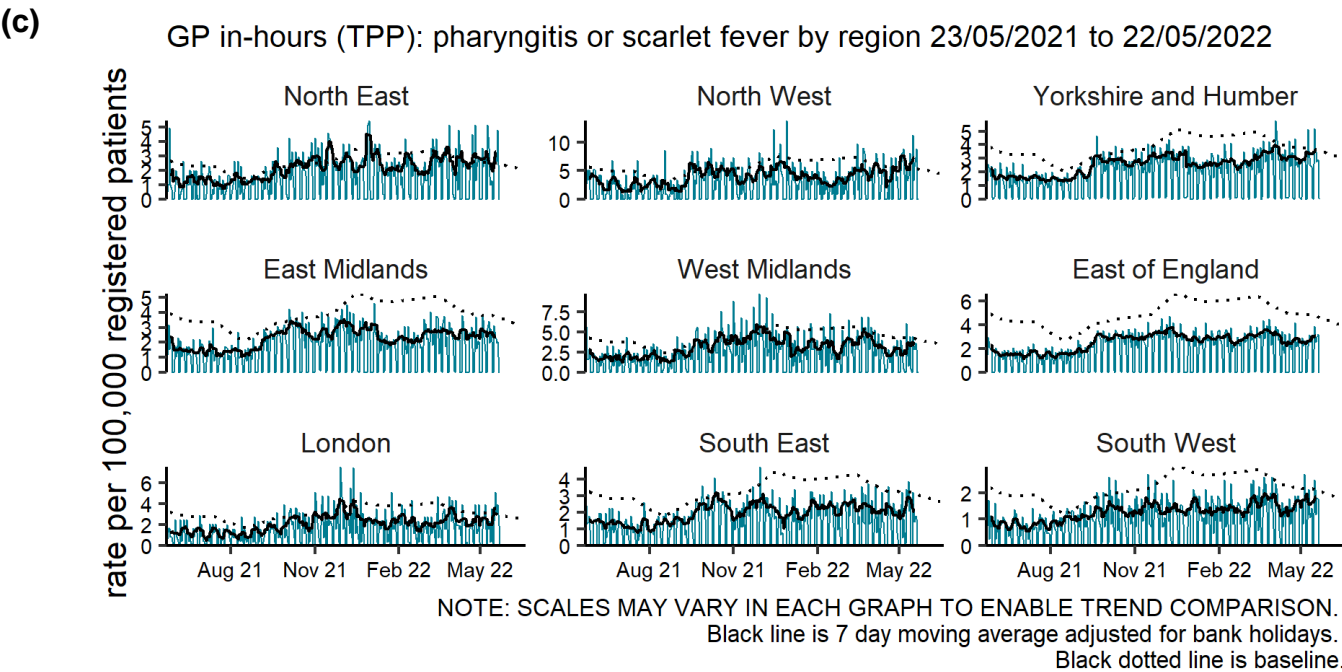 (c)
GP in-hours (TPP): pharyngitis or scarlet fever by region 23/05/2021 to 22/05/2022
rate per 100,000 registered patients
North East
5
4
3
2
1
0
North West
10
5
0
Yorkshire and Humber
5
4
3
2
1
0
East Midlands
5
4
3
2
1
0
West Midlands
7.5
5.0
2.5
0.0
East of England
6
4
2
0
London
6
4
2
0
Aug 21 Nov 21 Feb 22 May 22
South East
4
3
2
1
0
Aug 21 Nov 21 Feb 22 May 22
South West
2
1
0
Aug 21 Nov 21 Feb 22 May 22
NOTE: SCALES MAY VARY IN EACH GRAPH TO ENABLE TREND COMPARISON.
Black line is 7 day moving average adjusted for bank holidays.
Black dotted line is baseline.